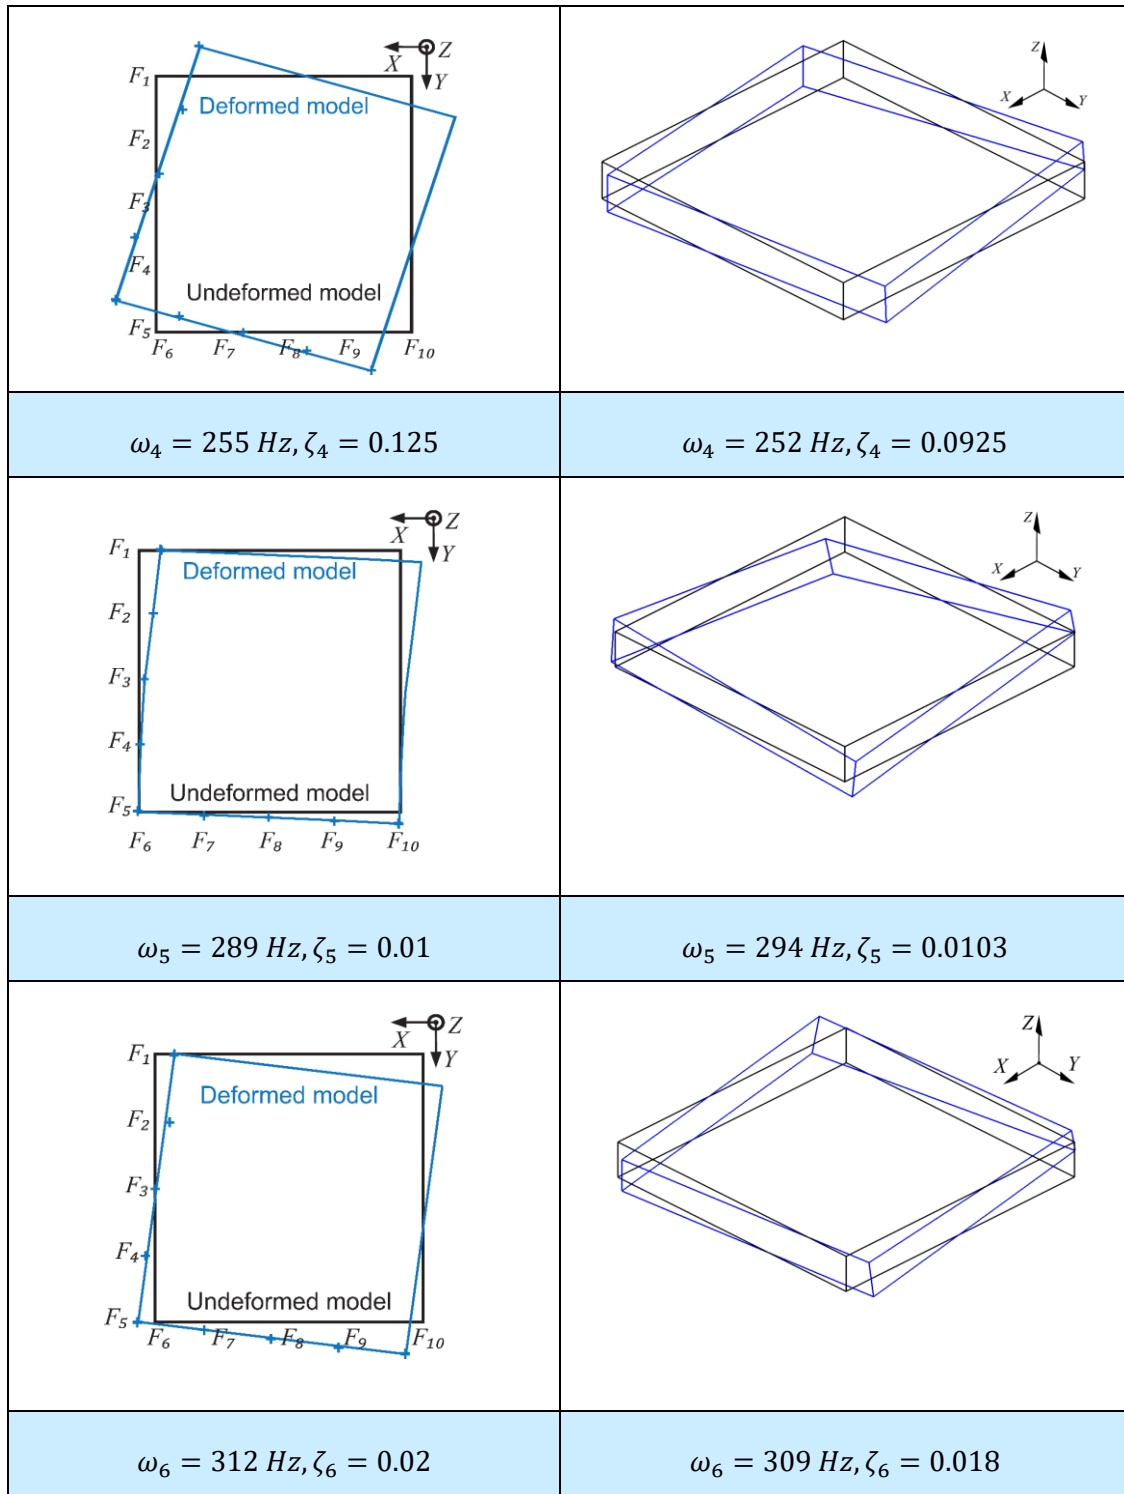 X Z
Y
F₁
Deformed model
F₂
F₃
F₄
Undeformed model
F₅
F₆ F₇ F₈ F₉ F₁₀
Z
X Y
ω₄ = 255 Hz, ζ₄ = 0.125
ω₄ = 252 Hz, ζ₄ = 0.0925
X Z
Y
F₁
Deformed model
F₂
F₃
F₄
Undeformed model
F₅
F₆ F₇ F₈ F₉ F₁₀
Z
X Y
ω₅ = 289 Hz, ζ₅ = 0.01
ω₅ = 294 Hz, ζ₅ = 0.0103
X Z
Y
F₁
Deformed model
F₂
F₃
F₄
Undeformed model
F₅
F₆ F₇ F₈ F₉ F₁₀
Z
X Y
ω₆ = 312 Hz, ζ₆ = 0.02
ω₆ = 309 Hz, ζ₆ = 0.018